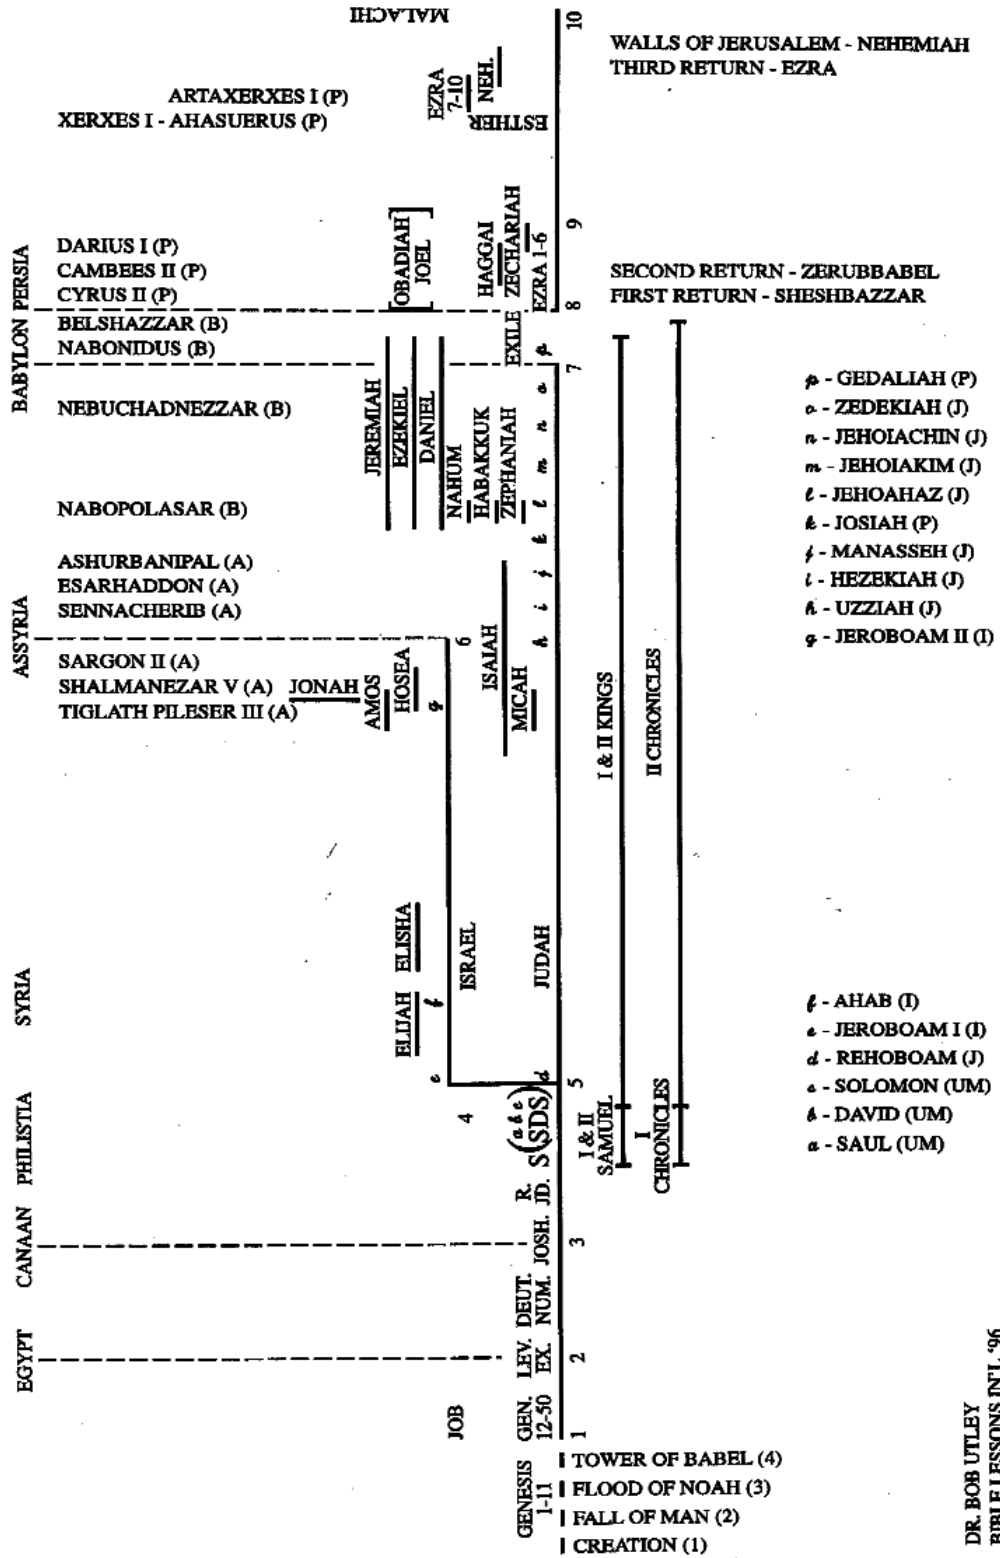 MALACHI
10
WALLS OF JERUSALEM - NEHEMIAH
THIRD RETURN - EZRA
EZRA
7-10
NEH.
ARTAXERXES I (P)
XERXES I - AHASUERUS (P)
ESTHER
BABYLON PERSIA
DARIUS I (P)
CAMBEES II (P)
CYRUS II (P)
OBADIAH
JOEL
HAGGAI
ZECHARIAH
EZRA 1-6
9
8
SECOND RETURN - ZERUBBABEL
FIRST RETURN - SHESHBAZZAR
BELSHAZZAR (B)
NABONIDUS (B)
EXILE
p
7
NEBUCHADNEZZAR (B)
JEREMIAH
EZEKIEL
DANIEL
NAHUM
HABAKKUK
ZEPHANIAH
o
n
m
l
k
j
i
h
NABOPOLASAR (B)
p - GEDALIAH (P)
o - ZEDEKIAH (J)
n - JEHOIACHIN (J)
m - JEHOIAKIM (J)
l - JEHOAHAZ (J)
k - JOSIAH (P)
j - MANASSEH (J)
i - HEZEKIAH (J)
h - UZZIAH (J)
g - JEROBOAM II (I)
ASSYRIA
ASHURBANIPAL (A)
ESARHADDON (A)
SENNACHERIB (A)
6
SARGON II (A)
SHALMANEZAR V (A)
TIGLATH PILESER III (A)
JONAH
AMOS
HOSEA
g
ISAIAH
MICAH
I & II KINGS
II CHRONICLES
SYRIA
ELIJAH
ELISHA
f
ISRAEL
JUDAH
e
d
5
f - AHAB (I)
e - JEROBOAM I (I)
d - REHOBOAM (J)
c - SOLOMON (UM)
b - DAVID (UM)
a - SAUL (UM)
PHILISTIA
4
a b c
S (SDS)
I & II
SAMUEL
I
CHRONICLES
R.
JD.
CANAAN
JOSH.
3
DEUT.
NUM.
EGYPT
LEV.
EX.
2
JOB
GEN.
12-50
1
GENESIS
1-11
TOWER OF BABEL (4)
FLOOD OF NOAH (3)
FALL OF MAN (2)
CREATION (1)
DR. BOB UTLEY
BIBLE LESSONS INT'L '96